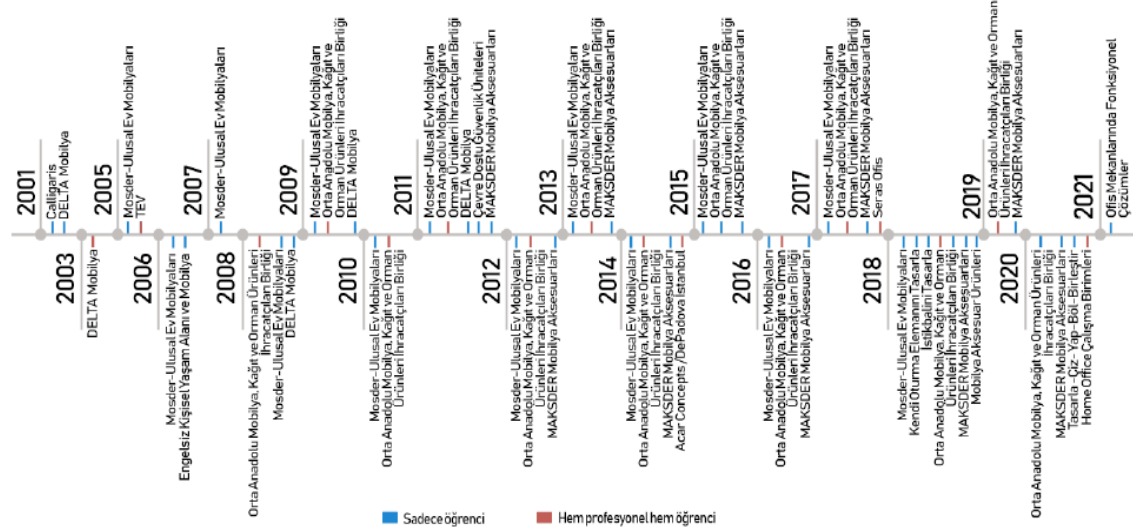 2001
Calligaris
DELTA Mobilya
2003
DELTA Mobilya
2005
Mosder-Ulusal Ev Mobilyaları
TEV
2006
Mosder-Ulusal Ev Mobilyaları
Engelsiz Kişisel Yaşam Alanı ve Mobilya
2007
Mosder-Ulusal Ev Mobilyaları
2008
Orta Anadolu Mobilya, Kağıt ve Orman Ürünleri
İhracatçıları Birliği
Mosder-Ulusal Ev Mobilyaları
DELTA Mobilya
2009
Mosder-Ulusal Ev Mobilyaları
Orta Anadolu Mobilya, Kağıt ve
Orman Ürünleri İhracatçıları Birliği
DELTA Mobilya
2010
Mosder-Ulusal Ev Mobilyaları
Orta Anadolu Mobilya, Kağıt ve Orman
Ürünleri İhracatçıları Birliği
2011
Mosder-Ulusal Ev Mobilyaları
Orta Anadolu Mobilya, Kağıt ve
Orman Ürünleri İhracatçıları Birliği
DELTA Mobilya
Çevre Dostu Güvenlik Üniteleri
MAKSDER Mobilya Aksesuarları
2012
Mosder-Ulusal Ev Mobilyaları
Orta Anadolu Mobilya, Kağıt ve Orman
Ürünleri İhracatçıları Birliği
MAKSDER Mobilya Aksesuarları
2013
Mosder-Ulusal Ev Mobilyaları
Orta Anadolu Mobilya, Kağıt ve
Orman Ürünleri İhracatçıları Birliği
MAKSDER Mobilya Aksesuarları
2014
Mosder-Ulusal Ev Mobilyaları
Orta Anadolu Mobilya, Kağıt ve Orman
Ürünleri İhracatçıları Birliği
MAKSDER Mobilya Aksesuarları
Acar Concepts /DePadova İstanbul
2015
Mosder-Ulusal Ev Mobilyaları
Orta Anadolu Mobilya, Kağıt ve
Orman Ürünleri İhracatçıları Birliği
MAKSDER Mobilya Aksesuarları
2016
Mosder-Ulusal Ev Mobilyaları
Orta Anadolu Mobilya, Kağıt ve Orman
Ürünleri İhracatçıları Birliği
MAKSDER Mobilya Aksesuarları
2017
Mosder-Ulusal Ev Mobilyaları
Orta Anadolu Mobilya, Kağıt ve
Orman Ürünleri İhracatçıları Birliği
MAKSDER Mobilya Aksesuarları
Seras Ofis
2018
Mosder-Ulusal Ev Mobilyaları
Kendi Oturma Elemanını Tasarla
İstikbalini Tasarla
Orta Anadolu Mobilya, Kağıt ve Orman
Ürünleri İhracatçıları Birliği
MAKSDER Mobilya Aksesuarları
Mobilya Aksesuar Ürünleri
2019
Orta Anadolu Mobilya, Kağıt ve Orman
Ürünleri İhracatçıları Birliği
MAKSDER Mobilya Aksesuarları
2020
Orta Anadolu Mobilya, Kağıt ve Orman Ürünleri
İhracatçıları Birliği
MAKSDER Mobilya Aksesuarları
Tasarla - Çiz - Yap - Böl - Birleştir
Home Office Çalışma Birimleri
2021
Ofis Mekanlarında Fonksiyonel
Çözümler
Sadece öğrenci
Hem profesyonel hem öğrenci